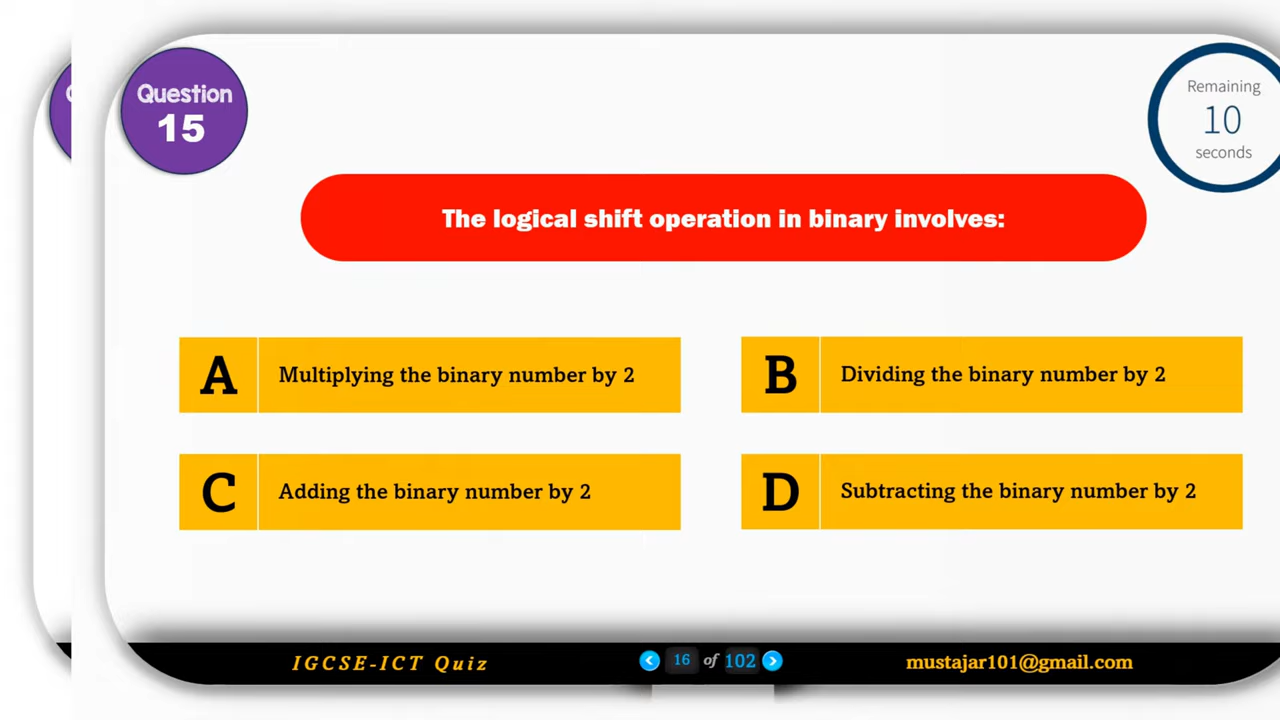 Question
15
Remaining
10
seconds
The logical shift operation in binary involves:
A Multiplying the binary number by 2
B Dividing the binary number by 2
C Adding the binary number by 2
D Subtracting the binary number by 2
IGCSE-ICT Quiz
16 of 102
mustajar101@gmail.com